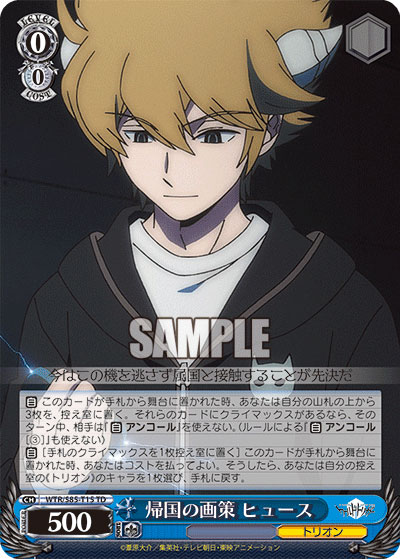 LEVEL
0
0
COST
SAMPLE
今はこの機を逃さず属国と接触することが先決だ
自 このカードが手札から舞台に置かれた時、あなたは自分の山札の上から
3枚を、控え室に置く。それらのカードにクライマックスがあるなら、そのターン中、相手は『自 アンコール』を使えない。（ルールによる『自 アンコール
［③］』も使えない）
自 ［手札のクライマックスを1枚控え室に置く］ このカードが手札から舞台に置かれた時、あなたはコストを払ってよい。そうしたら、あなたは自分の控え室の《トリオン》のキャラを1枚選び、手札に戻す。
CH WTR/S85-T15 TD
500
帰国の画策 ヒュース
トリオン
©葦原大介／集英社・テレビ朝日・東映アニメーション